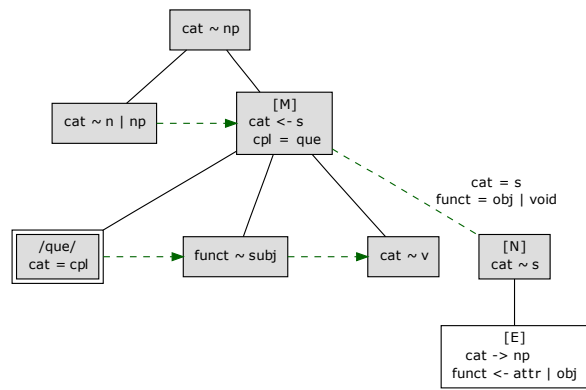 cat ~ np
cat ~ n | np
[M]
cat <- s
cpl = que
cat = s
funct = obj | void
/que/
cat = cpl
funct ~ subj
cat ~ v
[N]
cat ~ s
[E]
cat -> np
funct <- attr | obj